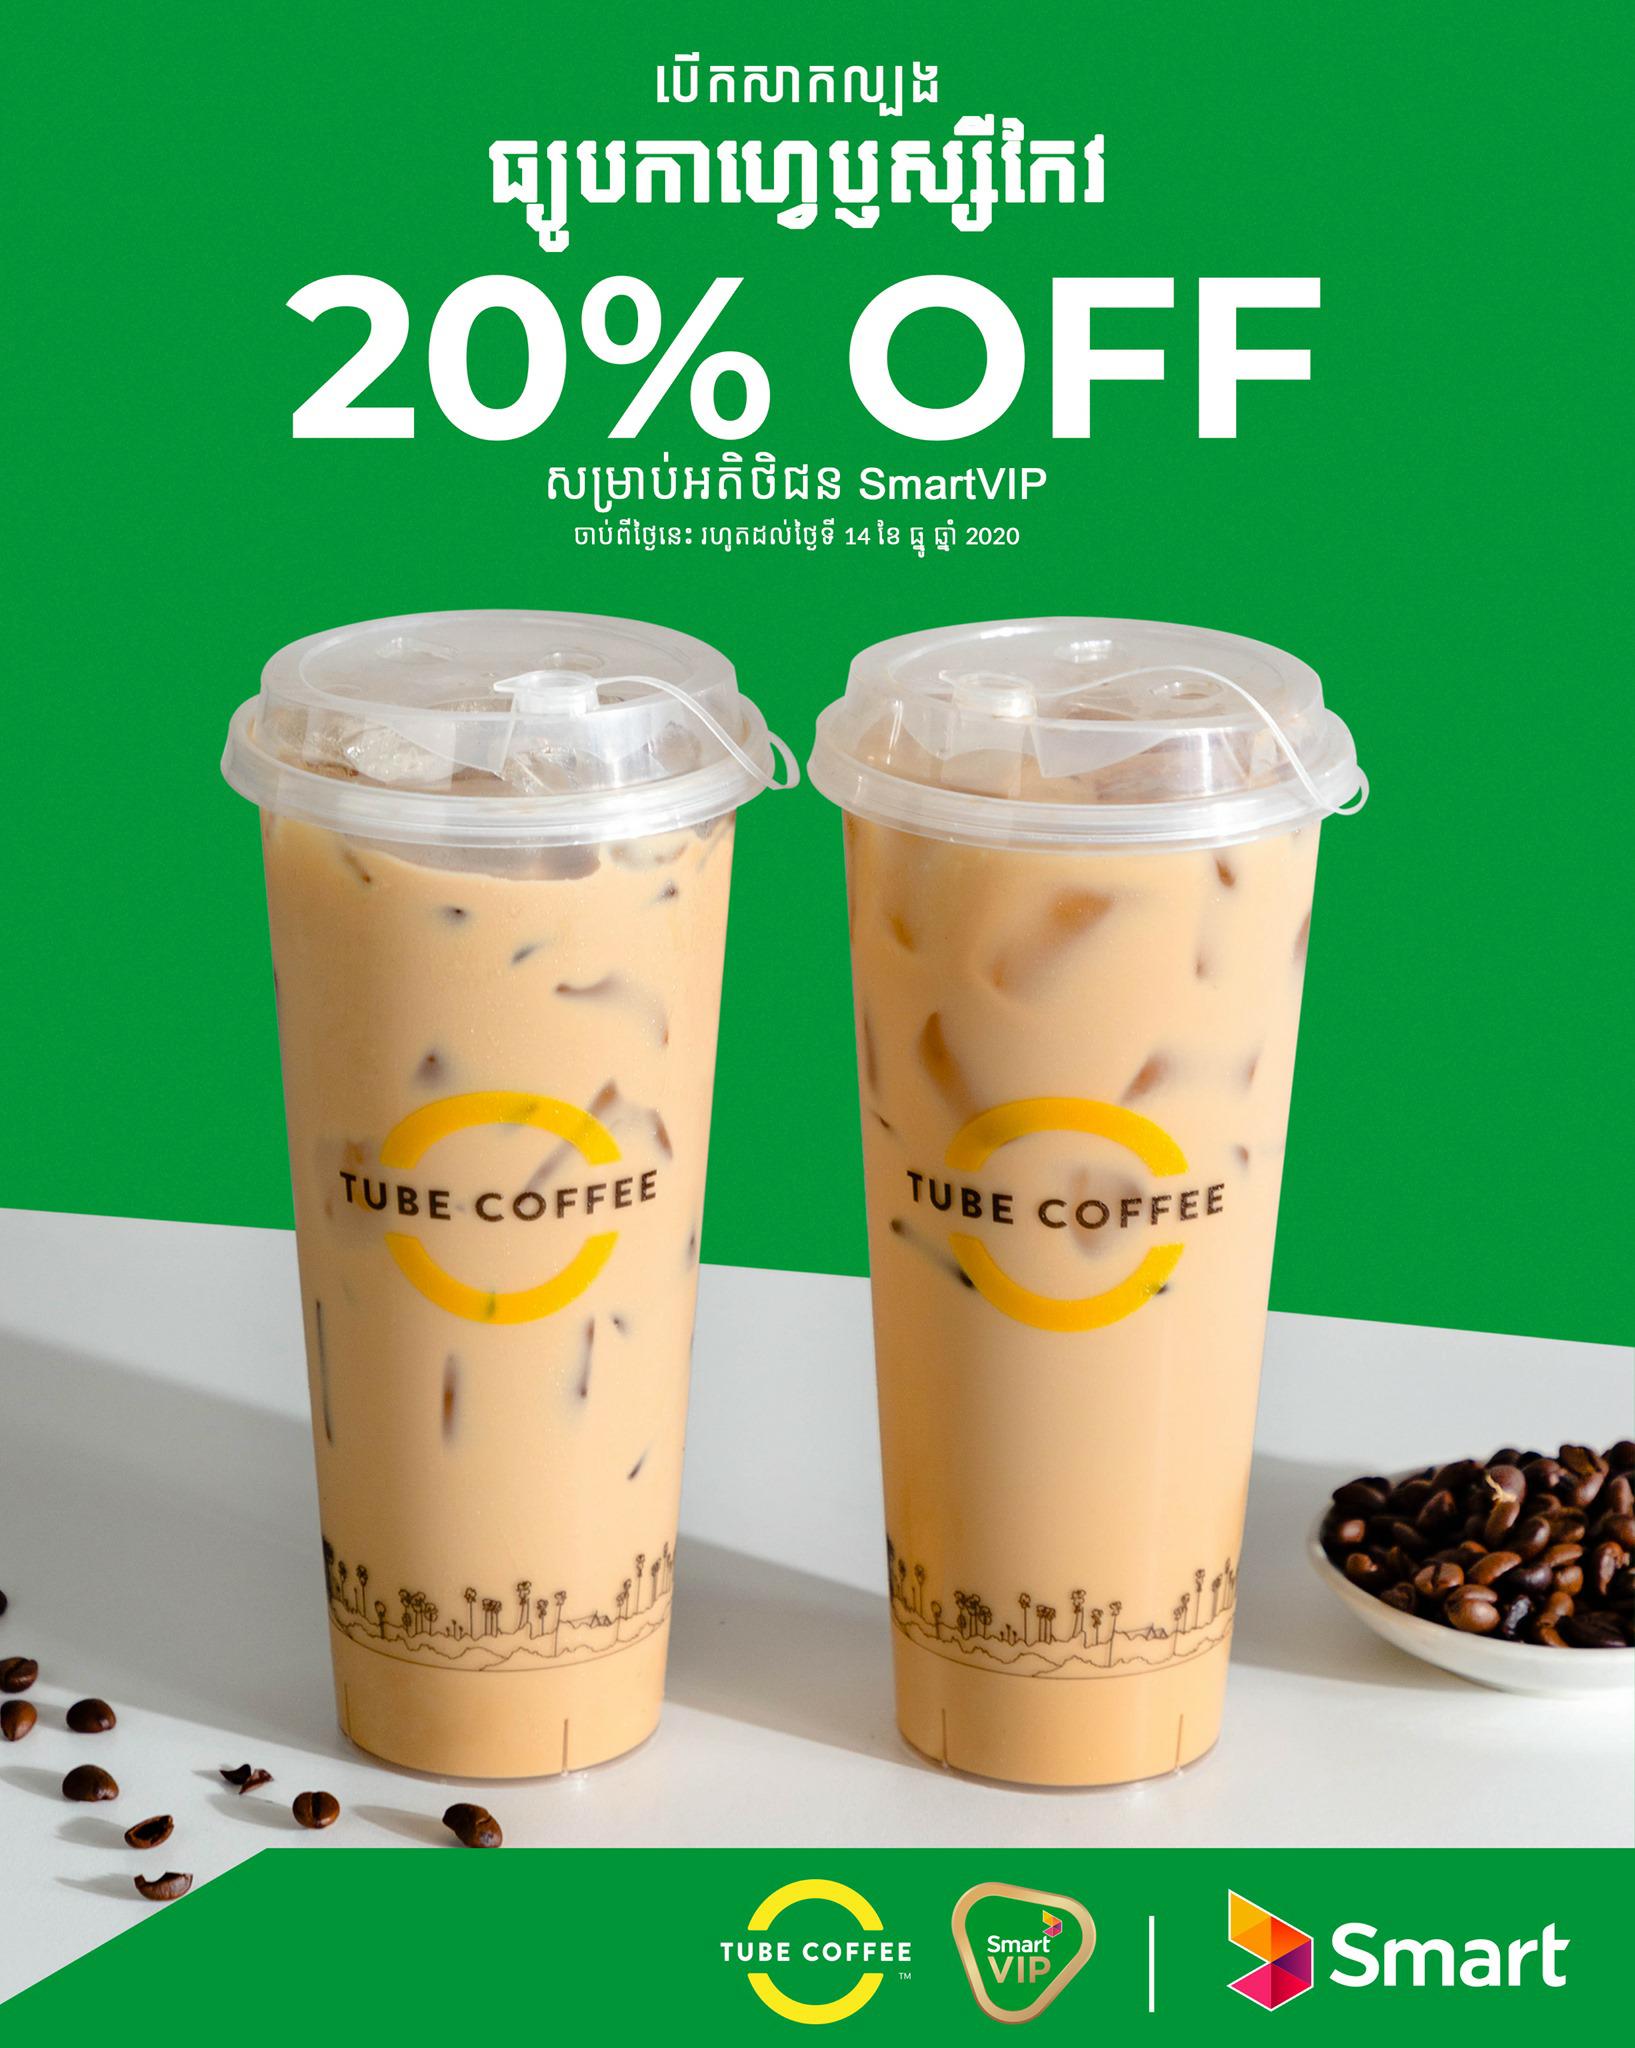 បើកសាកល្បង
ធ្យូបកាហ្វេឫស្សីកែវ
20% OFF
សម្រាប់អតិថិជន SmartVIP
ចាប់ពីថ្ងៃនេះ រហូតដល់ថ្ងៃទី 14 ខែ ធ្នូ ឆ្នាំ 2020
TUBE COFFEE
TUBE COFFEE
TUBE COFFEE
TM
Smart
VIP
Smart